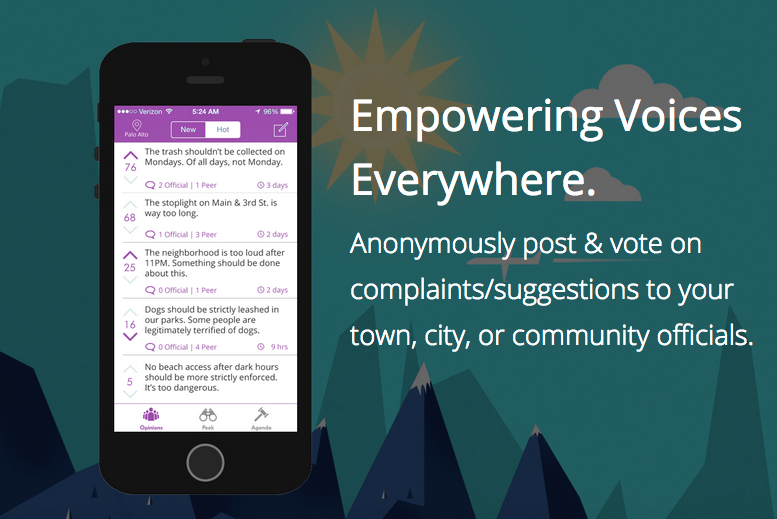 Verizon 5:24 AM 96%
Palo Alto New Hot
The trash shouldn't be collected on
Mondays. Of all days, not Monday.
76
2 Official | 1 Peer 3 days
The stoplight on Main & 3rd St. is
way too long.
68
1 Official | 3 Peer 2 days
The neighborhood is too loud after
11PM. Something should be done
about this.
25
0 Official | 1 Peer 2 days
Dogs should be strictly leashed in
our parks. Some people are
legitimately terrified of dogs.
16
0 Official | 4 Peer 9 hrs
No beach access after dark hours
should be more strictly enforced.
It's too dangerous.
5
Opinions Peek Agenda
Empowering Voices
Everywhere.
Anonymously post & vote on
complaints/suggestions to your
town, city, or community officials.